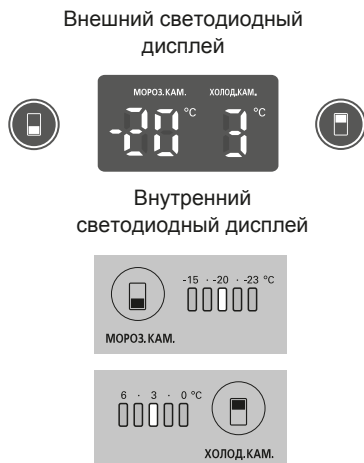 Внешний светодиодный
дисплей
МОРОЗ.КАМ. ХОЛОД.КАМ.
-20 °C 3 °C
Внутренний
светодиодный дисплей
-15 · -20 · -23 °C
МОРОЗ.КАМ.
6 · 3 · 0 °C
ХОЛОД.КАМ.